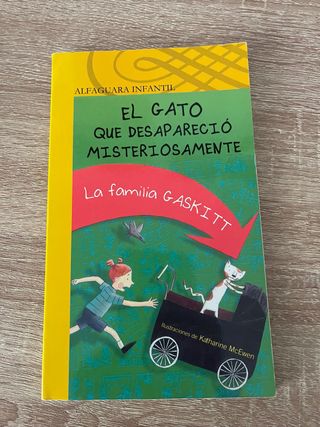 ALFAGUARA INFANTIL
EL GATO
QUE DESAPARECIÓ
MISTERIOSAMENTE
La familia GASKITT
Ilustraciones de Katharine McEwen